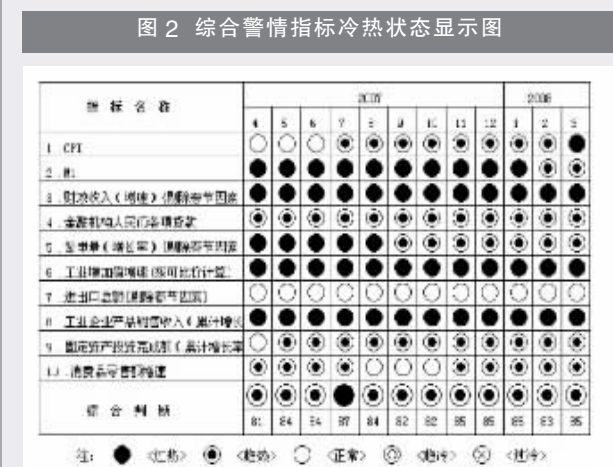 图 2 综合警情指标冷热状态显示图
指 标 名 称 2007 2008
4 5 6 7 8 9 10 11 12 1 2 3
1 CPI
2 M1
3 财政收入(增速)(剔除春节因素
4 金融机构人民币各项贷款
5 发电量(增长率)(剔除春节因素
6 工业增加值增速(按可比价计算)
7 进出口总额(剔除春节因素)
8 工业企业产品销售收入(累计增长
9 固定资产投资完成额(累计增长率
10 消费品零售额增速
综 合 判 断
81 84 84 87 84 82 82 85 85 85 83 85
注: <过热> <趋热> <正常> <趋冷> <过冷>